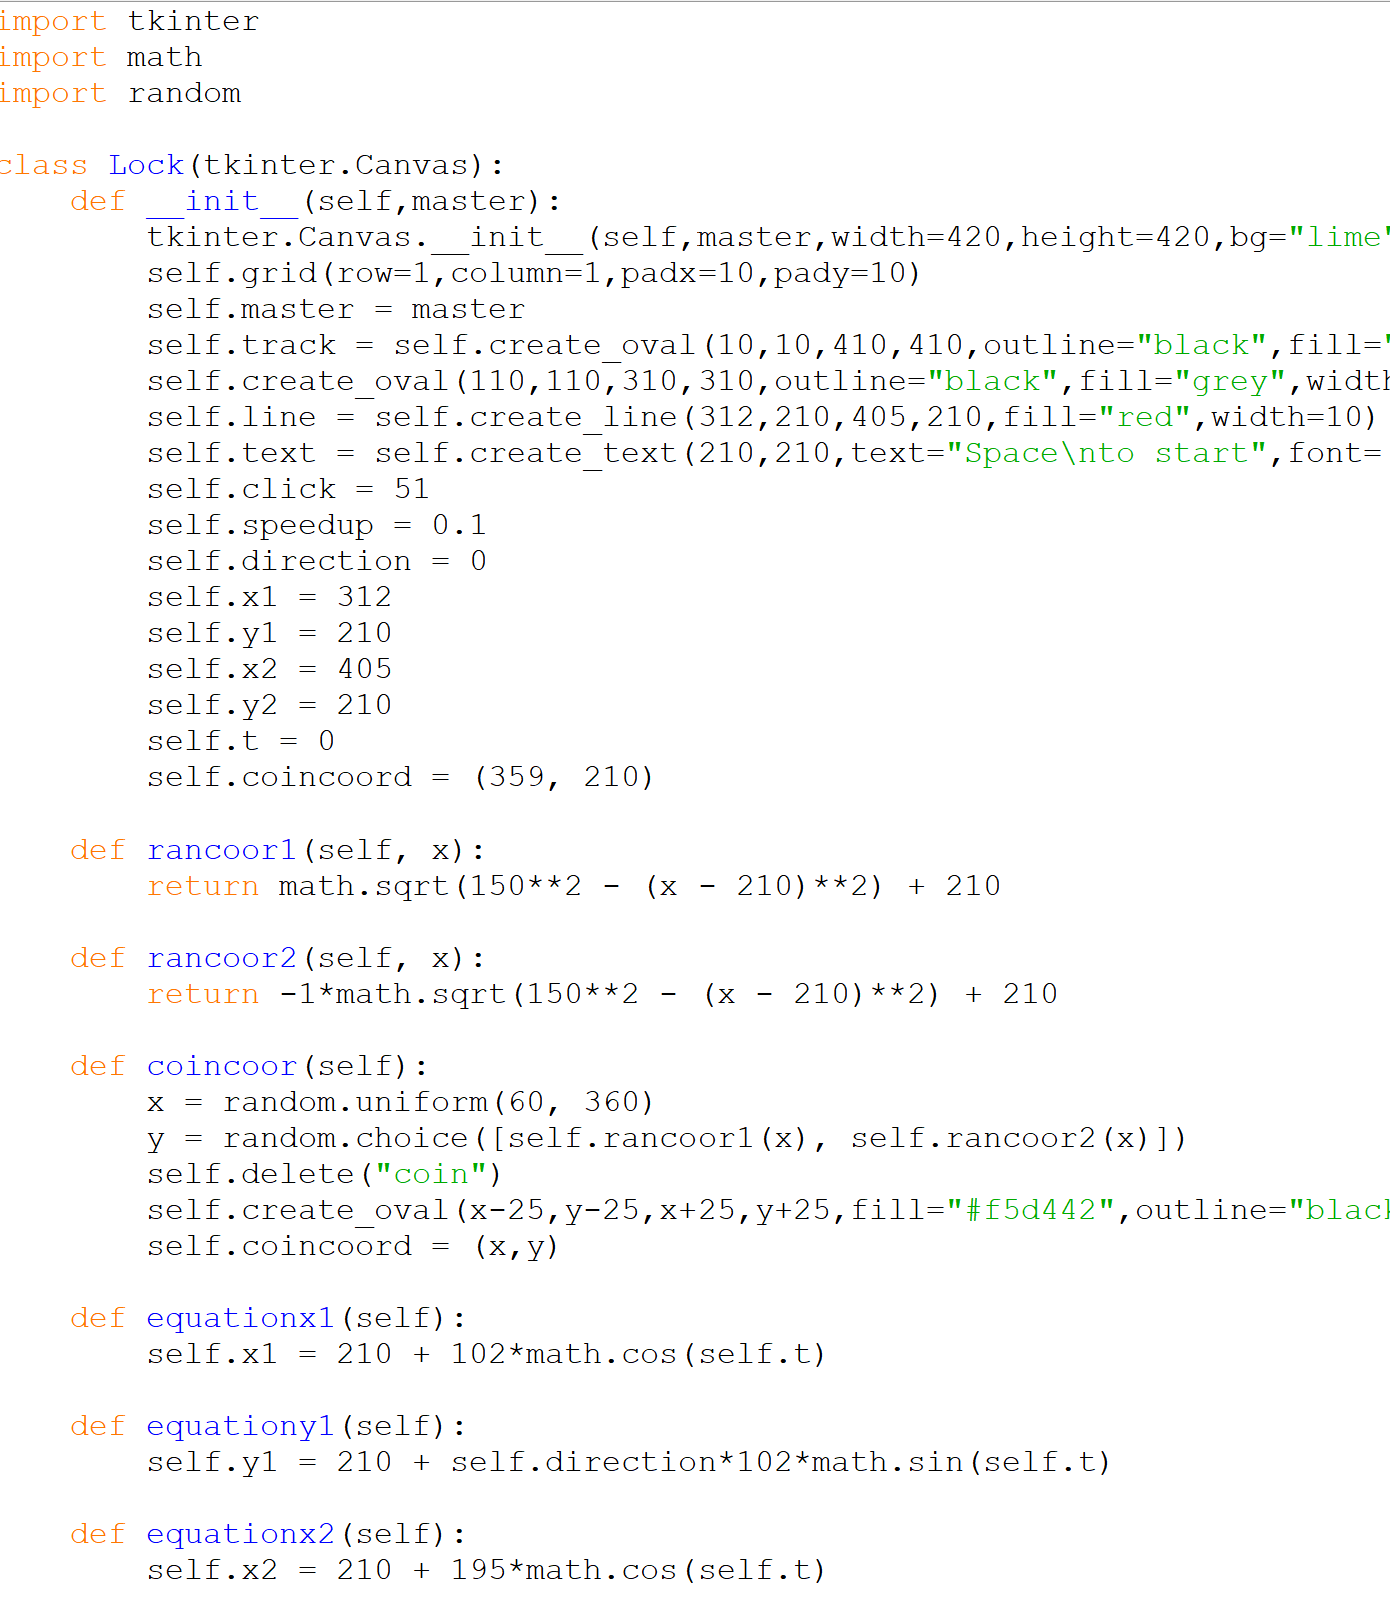 import tkinter
import math
import random
class Lock(tkinter.Canvas):
    def __init__(self,master):
        tkinter.Canvas.__init__(self,master,width=420,height=420,bg="lime"
        self.grid(row=1,column=1,padx=10,pady=10)
        self.master = master
        self.track = self.create_oval(10,10,410,410,outline="black",fill="
        self.create_oval(110,110,310,310,outline="black",fill="grey",width
        self.line = self.create_line(312,210,405,210,fill="red",width=10)
        self.text = self.create_text(210,210,text="Space\nto start",font=
        self.click = 51
        self.speedup = 0.1
        self.direction = 0
        self.x1 = 312
        self.y1 = 210
        self.x2 = 405
        self.y2 = 210
        self.t = 0
        self.coincoord = (359, 210)
    def rancoor1(self, x):
        return math.sqrt(150**2 - (x - 210)**2) + 210
    def rancoor2(self, x):
        return -1*math.sqrt(150**2 - (x - 210)**2) + 210
    def coincoor(self):
        x = random.uniform(60, 360)
        y = random.choice([self.rancoor1(x), self.rancoor2(x)])
        self.delete("coin")
        self.create_oval(x-25,y-25,x+25,y+25,fill="#f5d442",outline="black
        self.coincoord = (x,y)
    def equationx1(self):
        self.x1 = 210 + 102*math.cos(self.t)
    def equationy1(self):
        self.y1 = 210 + self.direction*102*math.sin(self.t)
    def equationx2(self):
        self.x2 = 210 + 195*math.cos(self.t)